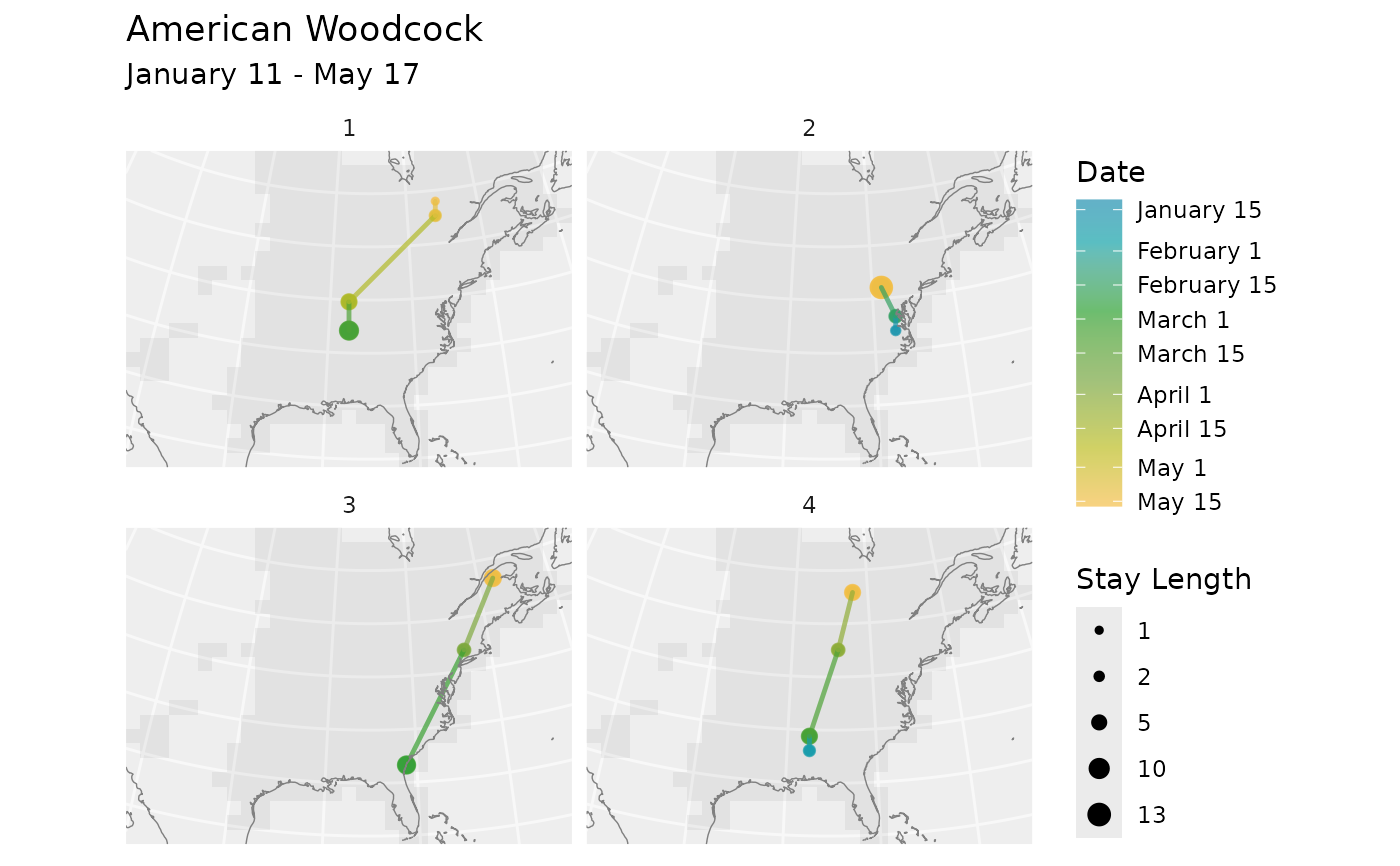 American Woodcock
January 11 - May 17
1
2
3
4
Date
January 15
February 1
February 15
March 1
March 15
April 1
April 15
May 1
May 15
Stay Length
1
2
5
10
13